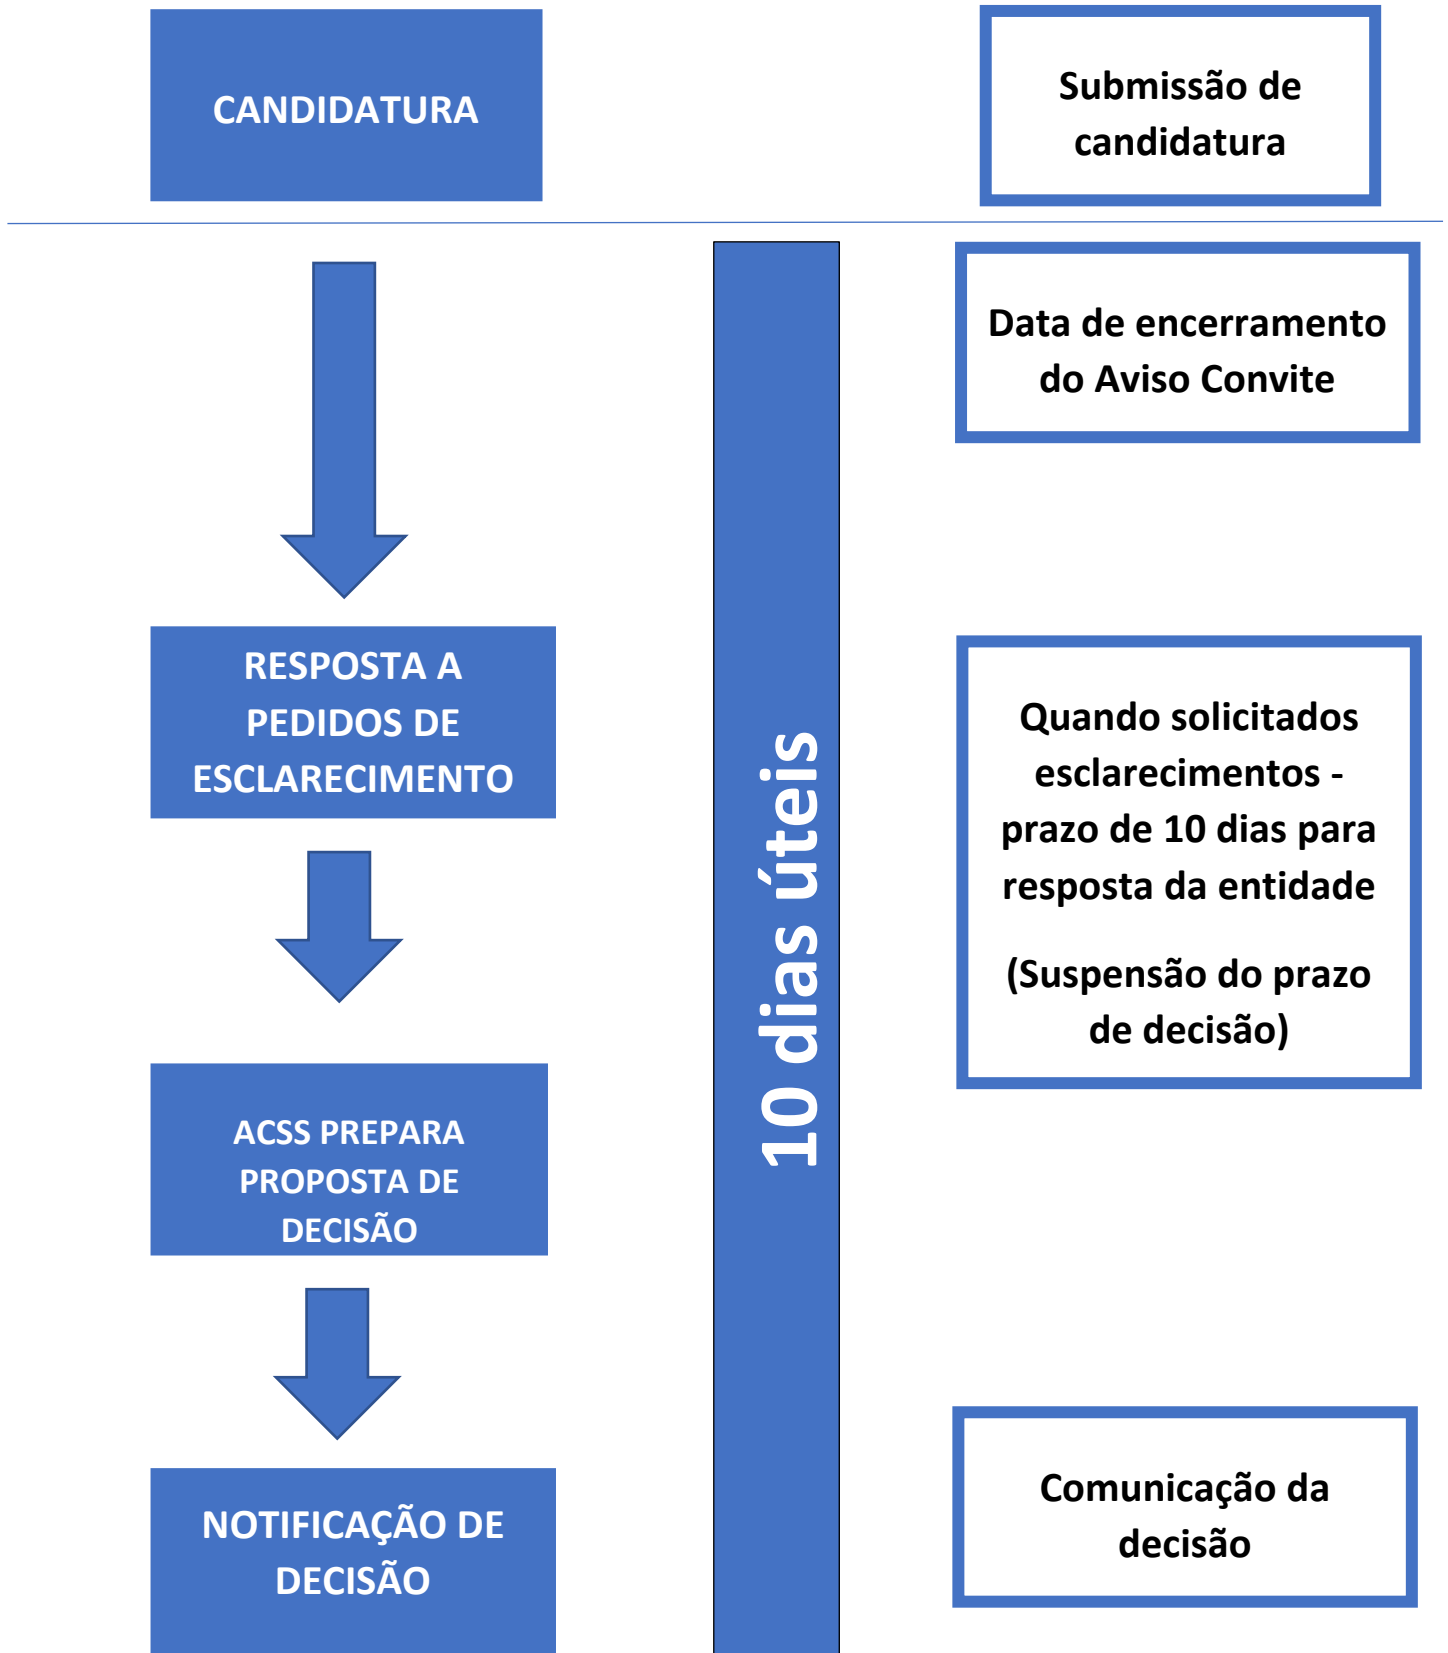 CANDIDATURA
Submissão de
candidatura
Data de encerramento
do Aviso Convite
RESPOSTA A
PEDIDOS DE
ESCLARECIMENTO
10 dias úteis
Quando solicitados
esclarecimentos -
prazo de 10 dias para
resposta da entidade
(Suspensão do prazo
de decisão)
ACSS PREPARA
PROPOSTA DE
DECISÃO
NOTIFICAÇÃO DE
DECISÃO
Comunicação da
decisão